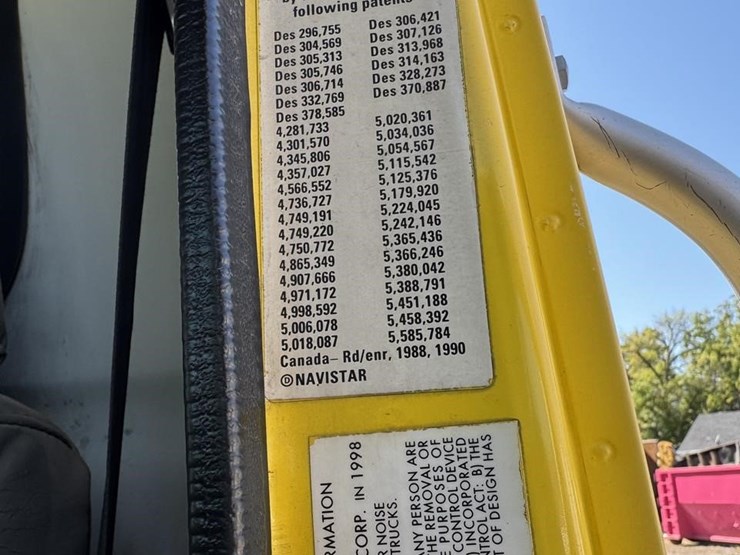 following patents
Des 296,755 Des 306,421
Des 304,569 Des 307,126
Des 305,313 Des 313,968
Des 305,746 Des 314,163
Des 306,714 Des 328,273
Des 332,769 Des 370,887
Des 378,585
4,281,733 5,020,361
4,301,570 5,034,036
4,345,806 5,054,567
4,357,027 5,115,542
4,566,552 5,125,376
4,736,727 5,179,920
4,749,191 5,224,045
4,749,220 5,242,146
4,750,772 5,365,436
4,865,349 5,366,246
4,907,666 5,380,042
4,971,172 5,388,791
4,998,592 5,451,188
5,006,078 5,458,392
5,018,087 5,585,784
Canada– Rd/enr, 1988, 1990
© NAVISTAR
RMATION
CORP. IN 1998
R NOISE
TRUCKS.
ANY PERSON ARE
THE REMOVAL OR
E PURPOSES OF
CONTROL DEVICE
) INCORPORATED
TROL ACT: B) THE
T OF DESIGN HAS